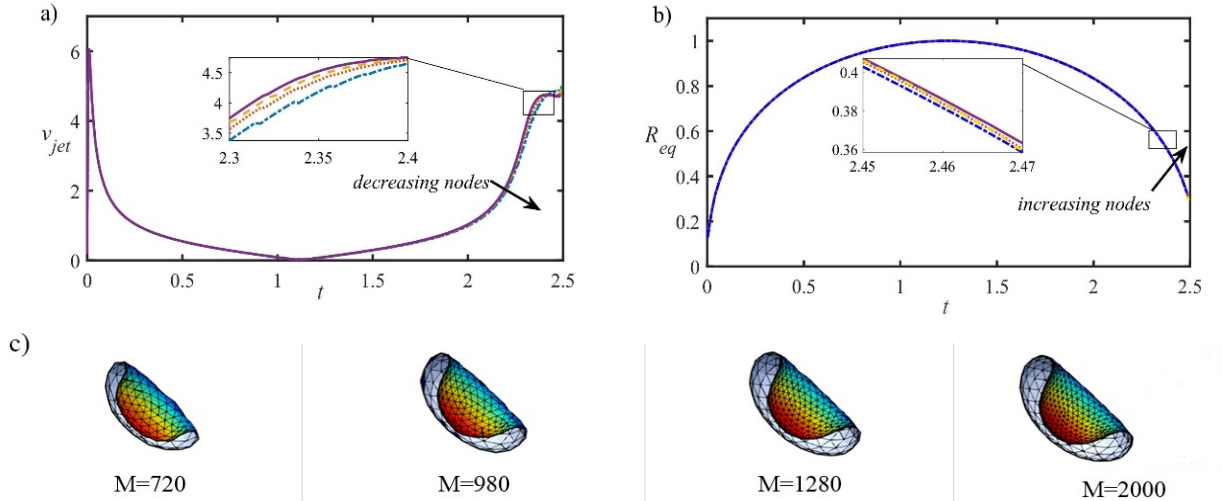 a)
6
4
2
0
v_jet
4.5
4
3.5
2.3
2.35
2.4
decreasing nodes
0
0.5
1
1.5
2
2.5
t
b)
1
0.8
0.6
0.4
0.2
0
R_eq
0.4
0.38
0.36
2.45
2.46
2.47
increasing nodes
0
0.5
1
1.5
2
2.5
t
c)
M=720
M=980
M=1280
M=2000